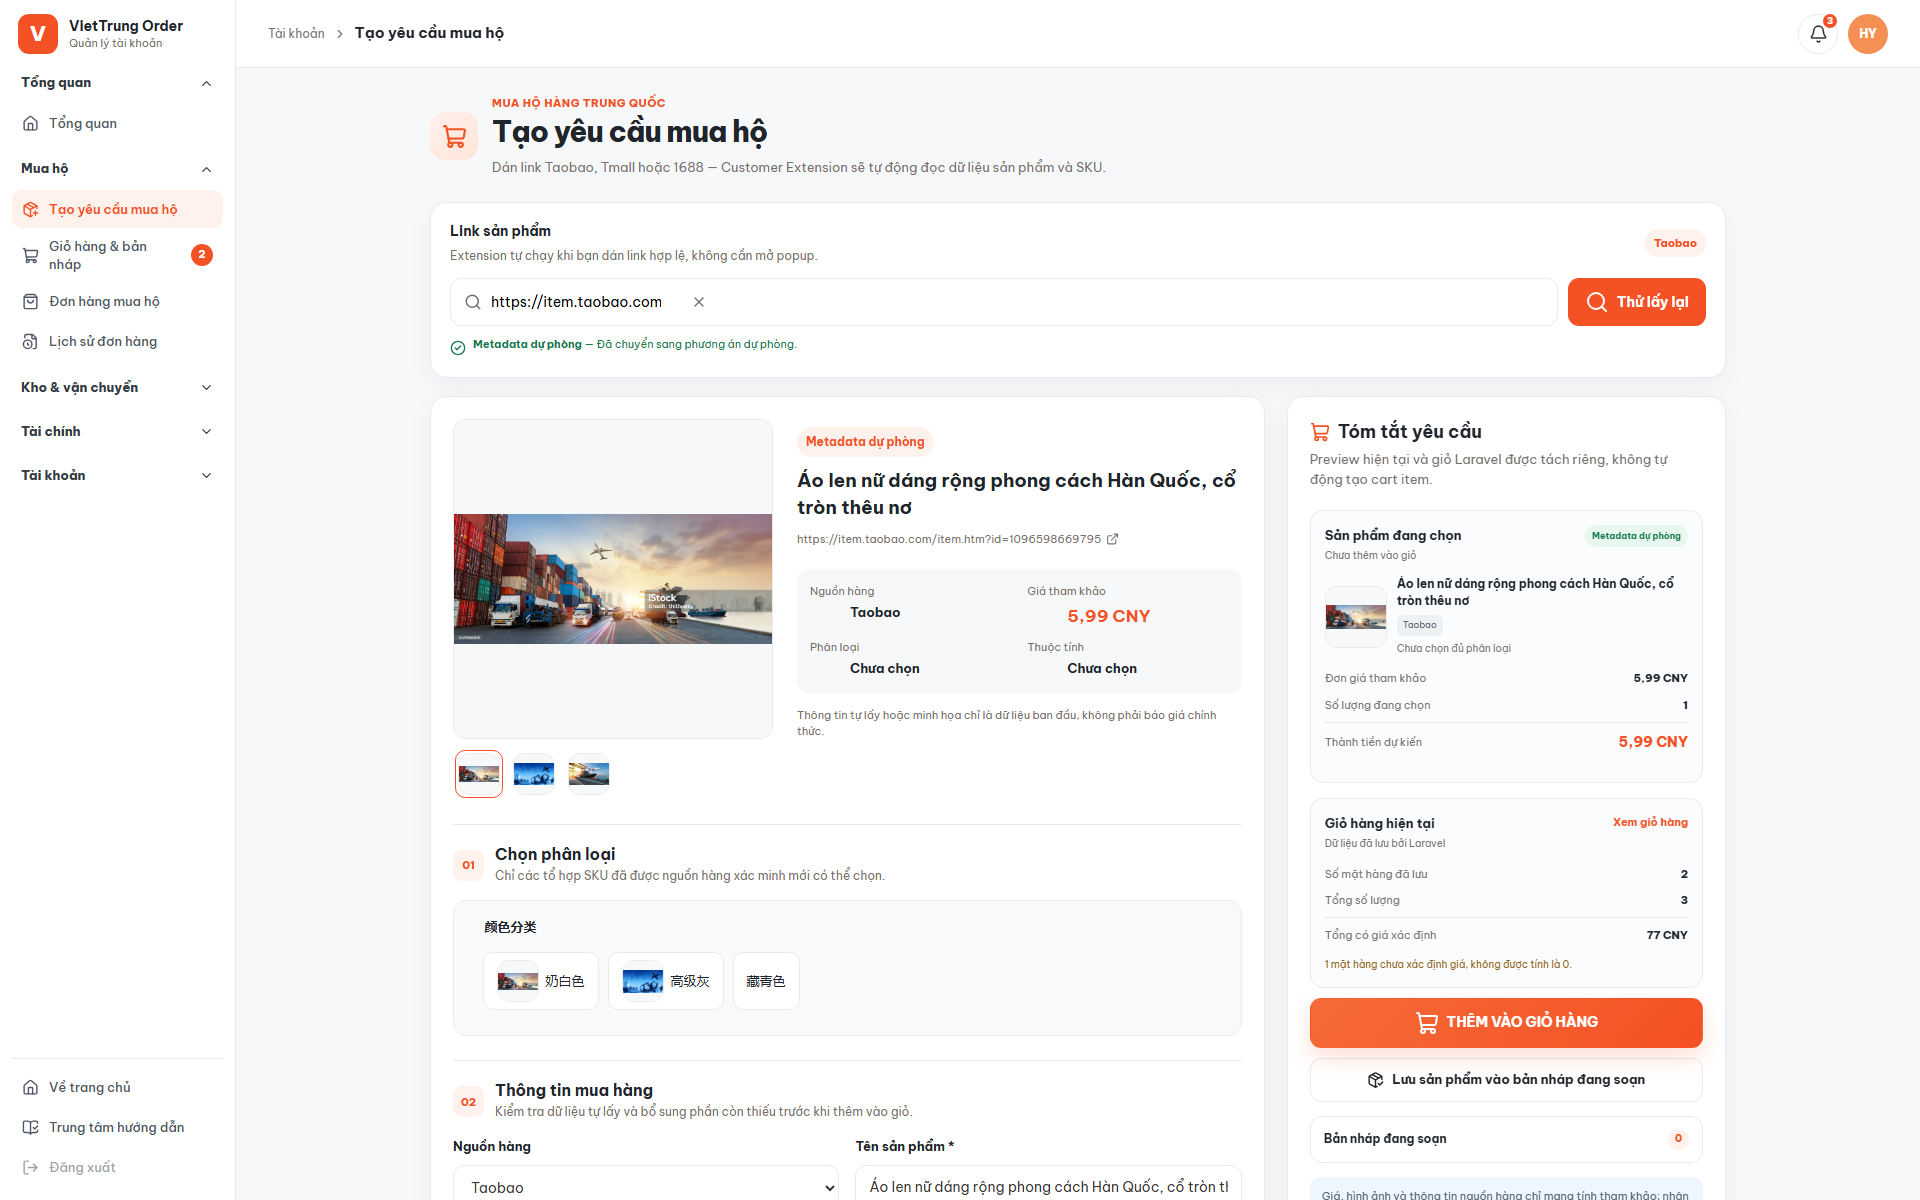 V
VietTrung Order
Quản lý tài khoản
Tài khoản
Tạo yêu cầu mua hộ
3
HY
Tổng quan
Tổng quan
Mua hộ
Tạo yêu cầu mua hộ
Giỏ hàng & bản
nháp
2
Đơn hàng mua hộ
Lịch sử đơn hàng
Kho & vận chuyển
Tài chính
Tài khoản
Về trang chủ
Trung tâm hướng dẫn
Đăng xuất
MUA HỘ HÀNG TRUNG QUỐC
Tạo yêu cầu mua hộ
Dán link Taobao, Tmall hoặc 1688 — Customer Extension sẽ tự động đọc dữ liệu sản phẩm và SKU.
Link sản phẩm
Extension tự chạy khi bạn dán link hợp lệ, không cần mở popup.
Taobao
https://item.taobao.com
Thử lấy lại
Metadata dự phòng — Đã chuyển sang phương án dự phòng.
iStock
Metadata dự phòng
Áo len nữ dáng rộng phong cách Hàn Quốc, cổ
tròn thêu nơ
https://item.taobao.com/item.htm?id=1096598669795
Nguồn hàng
Taobao
Giá tham khảo
5,99 CNY
Phân loại
Chưa chọn
Thuộc tính
Chưa chọn
Thông tin tự lấy hoặc minh họa chỉ là dữ liệu ban đầu, không phải báo giá chính
thức.
01
Chọn phân loại
Chỉ các tổ hợp SKU đã được nguồn hàng xác minh mới có thể chọn.
颜色分类
奶白色
高级灰
藏青色
02
Thông tin mua hàng
Kiểm tra dữ liệu tự lấy và bổ sung phần còn thiếu trước khi thêm vào giỏ.
Nguồn hàng
Taobao
Tên sản phẩm *
Áo len nữ dáng rộng phong cách Hàn Quốc, cổ tròn tl
Tóm tắt yêu cầu
Preview hiện tại và giỏ Laravel được tách riêng, không tự
động tạo cart item.
Sản phẩm đang chọn
Metadata dự phòng
Chưa thêm vào giỏ
Áo len nữ dáng rộng phong cách Hàn Quốc, cổ
tròn thêu nơ
Taobao
Chưa chọn đủ phân loại
Đơn giá tham khảo
5,99 CNY
Số lượng đang chọn
1
Thành tiền dự kiến
5,99 CNY
Giỏ hàng hiện tại
Xem giỏ hàng
Dữ liệu đã lưu bởi Laravel
Số mặt hàng đã lưu
2
Tổng số lượng
3
Tổng có giá xác định
77 CNY
1 mặt hàng chưa xác định giá, không được tính là 0.
THÊM VÀO GIỎ HÀNG
Lưu sản phẩm vào bản nháp đang soạn
Bản nháp đang soạn
0
Giá, hình ảnh và thông tin nguồn hàng chỉ mang tính tham khảo; nhân